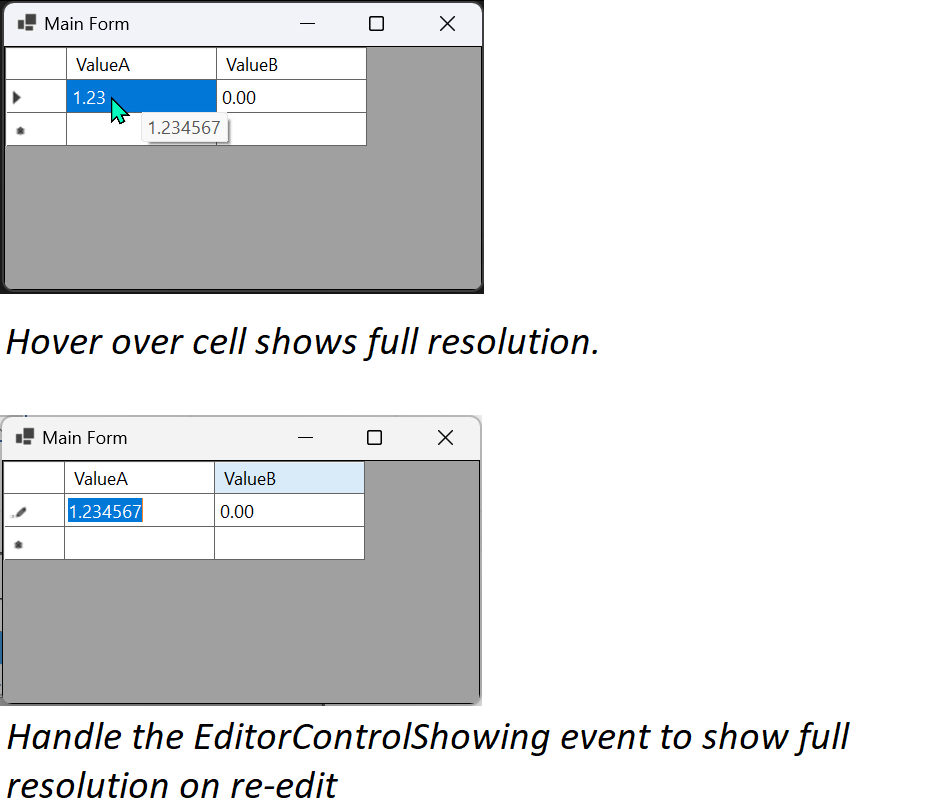 Main Form
ValueA ValueB
1.23 0.00
1.234567
Hover over cell shows full resolution.
Main Form
ValueA ValueB
1.234567 0.00
Handle the EditorControlShowing event to show full
resolution on re-edit